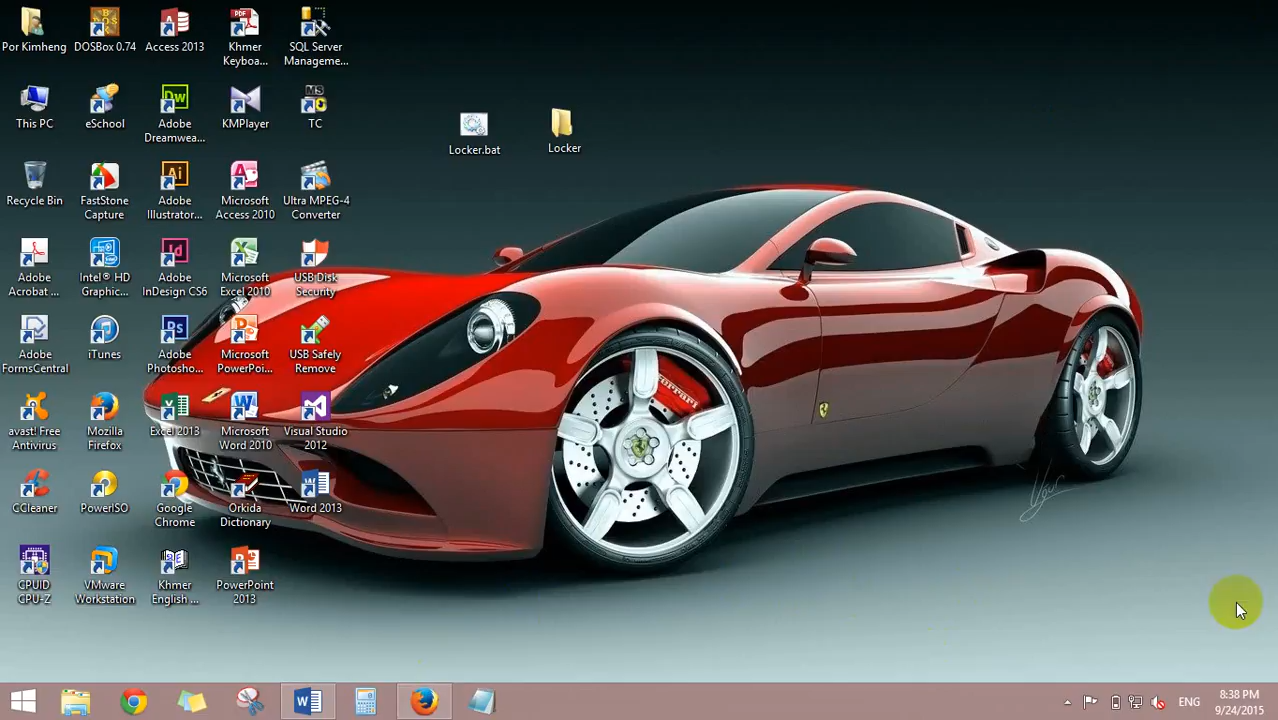 Por Kimheng
DOSBox 0.74
Access 2013
Khmer
Keyboa...
SQL Server
Manageme...
This PC
eSchool
Adobe
Dreamwea...
KMPlayer
TC
Recycle Bin
FastStone
Capture
Adobe
Illustrator...
Microsoft
Access 2010
Ultra MPEG-4
Converter
Adobe
Acrobat ...
Intel® HD
Graphic...
Adobe
InDesign CS6
Microsoft
Excel 2010
USB Disk
Security
Adobe
FormsCentral
iTunes
Adobe
Photosho...
Microsoft
PowerPoi...
USB Safely
Remove
avast! Free
Antivirus
Mozilla
Firefox
Excel 2013
Microsoft
Word 2010
Visual Studio
2012
CCleaner
PowerISO
Google
Chrome
Orkida
Dictionary
Word 2013
CPUID
CPU-Z
VMware
Workstation
Khmer
English ...
PowerPoint
2013
Locker.bat
Locker
Ferrari
ENG
8:38 PM
9/24/2015